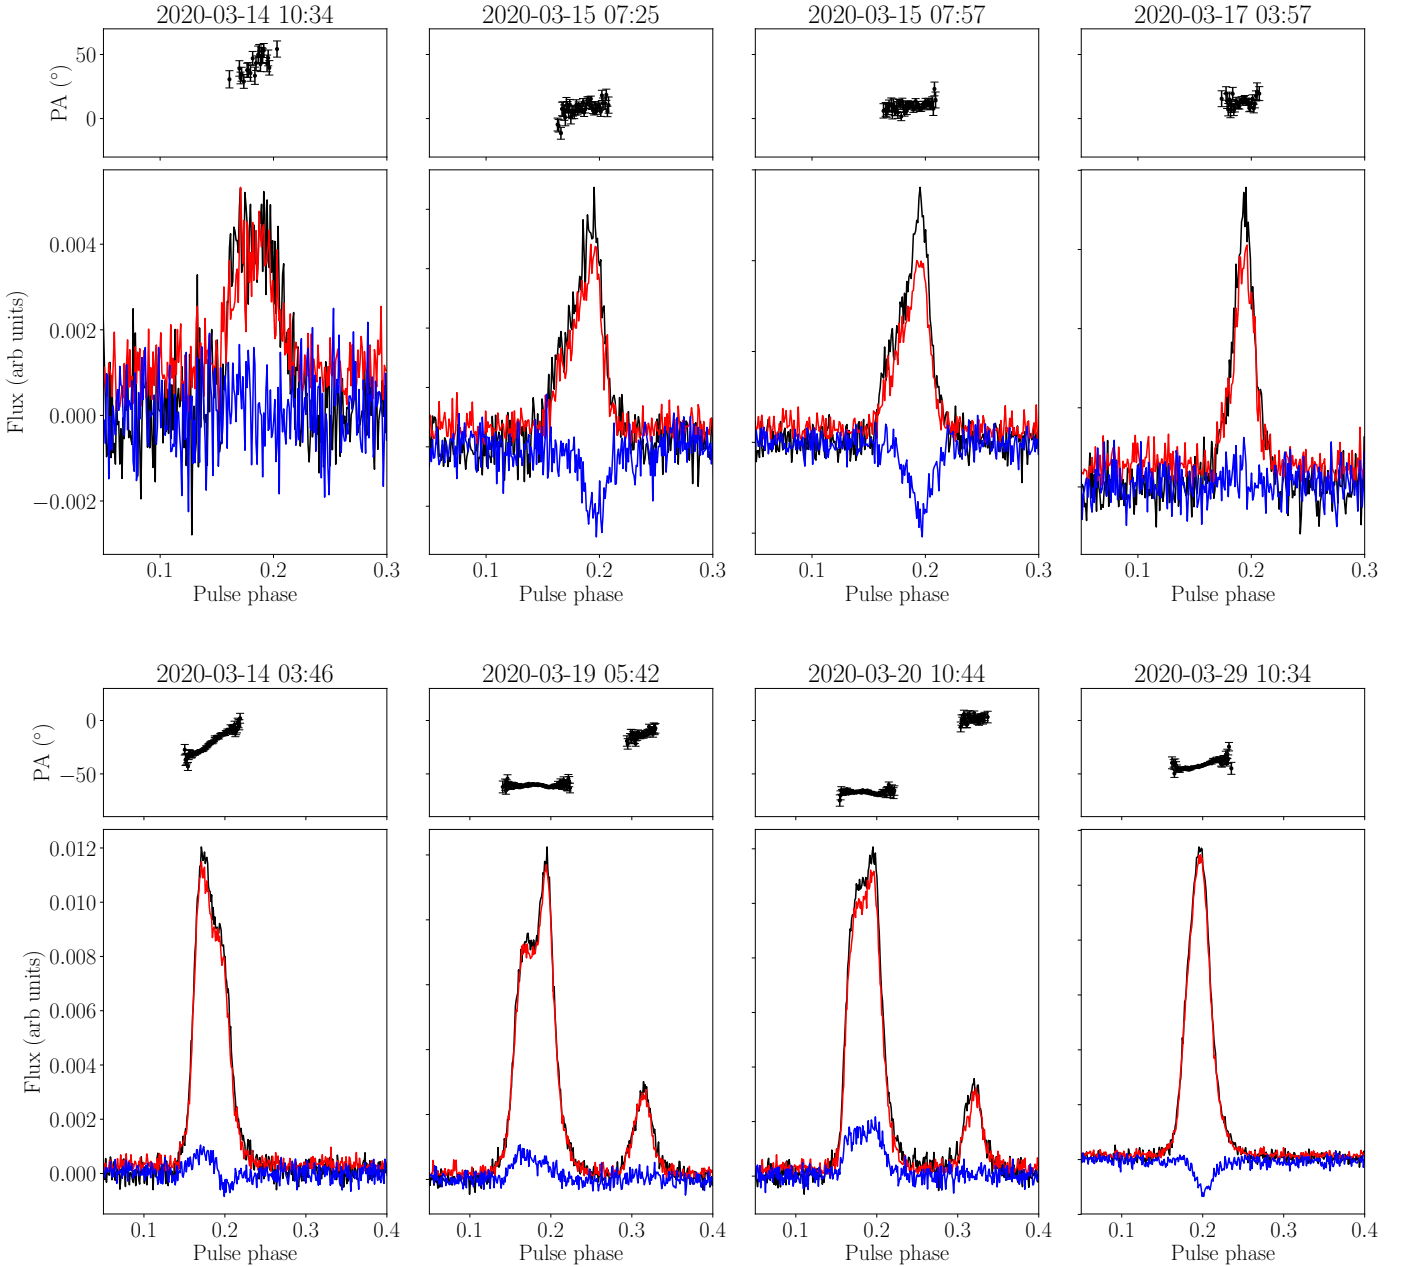 2020-03-14 10:34 2020-03-15 07:25 2020-03-15 07:57 2020-03-17 03:57
50
0
PA (°)
0.004
0.002
0.000
−0.002
Flux (arb units)
0.1 0.2 0.3 0.1 0.2 0.3 0.1 0.2 0.3 0.1 0.2 0.3
Pulse phase Pulse phase Pulse phase Pulse phase
2020-03-14 03:46 2020-03-19 05:42 2020-03-20 10:44 2020-03-29 10:34
0
−50
PA (°)
0.012
0.010
0.008
0.006
0.004
0.002
0.000
Flux (arb units)
0.1 0.2 0.3 0.4 0.1 0.2 0.3 0.4 0.1 0.2 0.3 0.4 0.1 0.2 0.3 0.4
Pulse phase Pulse phase Pulse phase Pulse phase